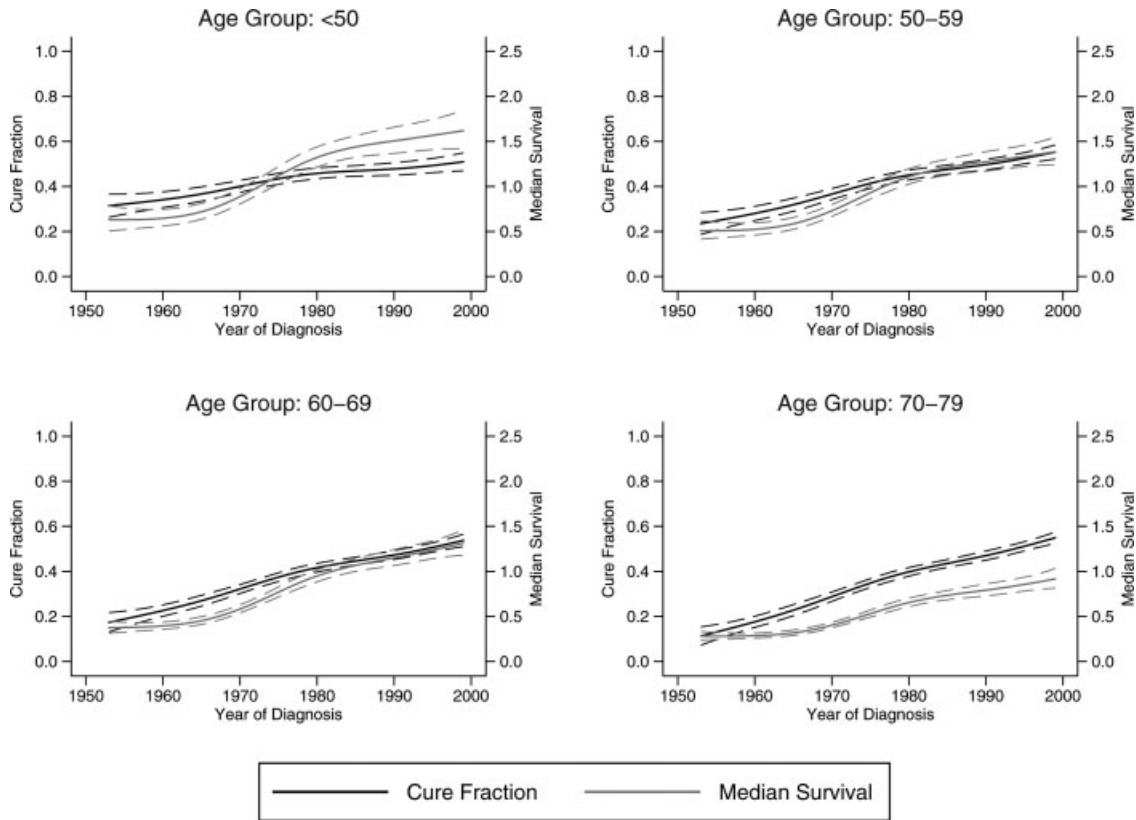 Age Group: <50
1.0
0.8
0.6
0.4
0.2
0.0
Cure Fraction
2.5
2.0
1.5
1.0
0.5
0.0
Median Survival
1950 1960 1970 1980 1990 2000
Year of Diagnosis
Age Group: 50–59
1.0
0.8
0.6
0.4
0.2
0.0
Cure Fraction
2.5
2.0
1.5
1.0
0.5
0.0
Median Survival
1950 1960 1970 1980 1990 2000
Year of Diagnosis
Age Group: 60–69
1.0
0.8
0.6
0.4
0.2
0.0
Cure Fraction
2.5
2.0
1.5
1.0
0.5
0.0
Median Survival
1950 1960 1970 1980 1990 2000
Year of Diagnosis
Age Group: 70–79
1.0
0.8
0.6
0.4
0.2
0.0
Cure Fraction
2.5
2.0
1.5
1.0
0.5
0.0
Median Survival
1950 1960 1970 1980 1990 2000
Year of Diagnosis
Cure Fraction Median Survival